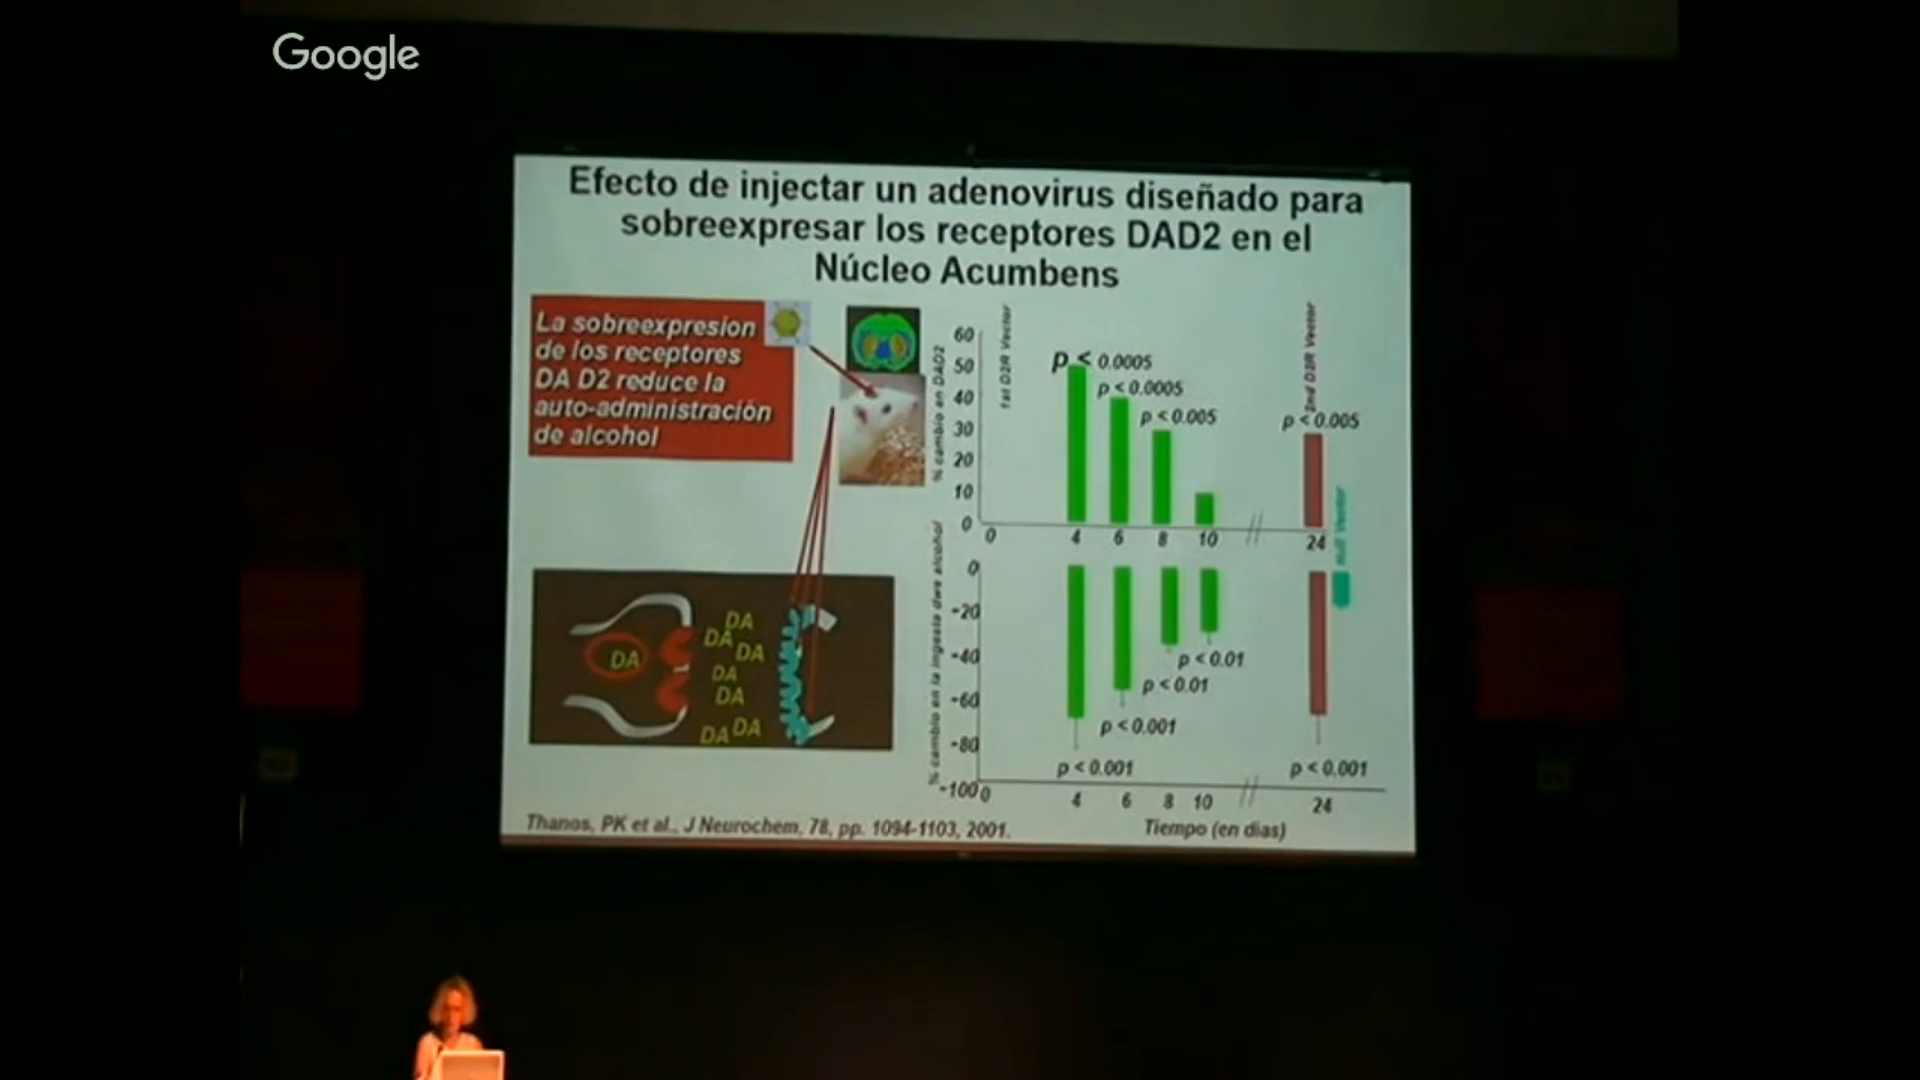 Google
Efecto de injectar un adenovirus diseñado para
sobreexpresar los receptores DAD2 en el
Núcleo Acumbens
La sobreexpresion
de los receptores
DA D2 reduce la
auto-administración
de alcohol
DA
DA
DA
DA
DA
DA
DA
DA
% cambio en DAD2
60
50
40
30
20
10
0
1st D2R Vector
2nd D2R Vector
p < 0.0005
p < 0.0005
p < 0.005
p < 0.005
0
4
6
8
10
24
null Vector
% cambio en la ingesta dwe alcohol
0
-20
-40
-60
-80
-100
p < 0.01
p < 0.01
p < 0.001
p < 0.001
p < 0.001
0
4
6
8
10
24
Tiempo (en dias)
Thanos, PK et al., J Neurochem, 78, pp. 1094-1103, 2001.